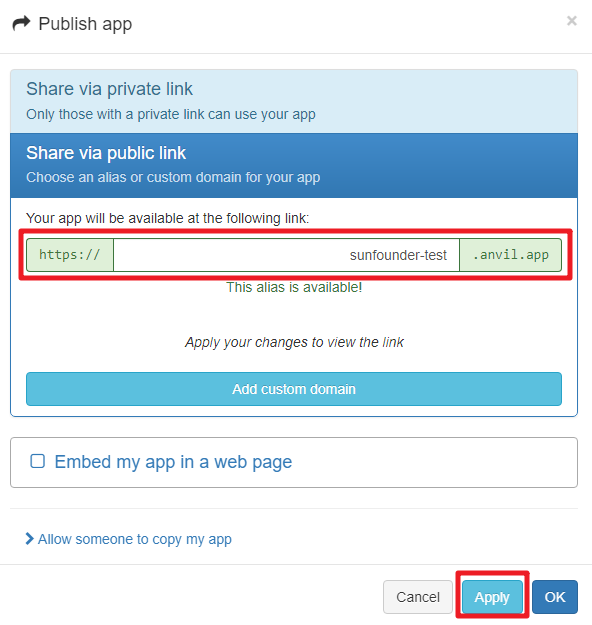 Publish app
×
Share via private link
Only those with a private link can use your app
Share via public link
Choose an alias or custom domain for your app
Your app will be available at the following link:
https:// sunfounder-test .anvil.app
This alias is available!
Apply your changes to view the link
Add custom domain
Embed my app in a web page
Allow someone to copy my app
Cancel Apply OK